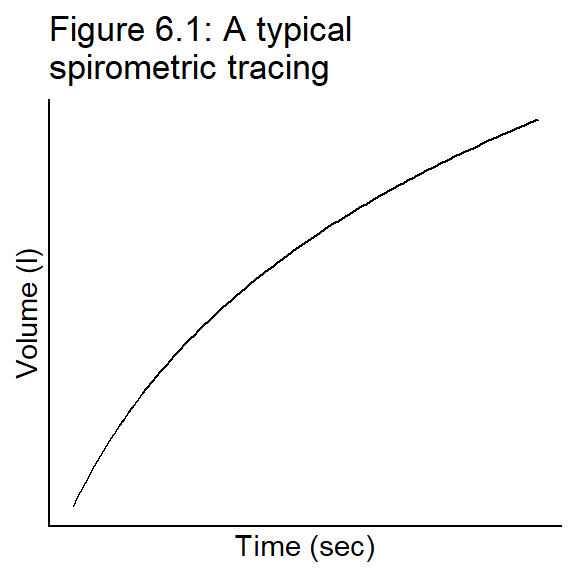 Figure 6.1: A typical
spirometric tracing
Volume (l)
Time (sec)